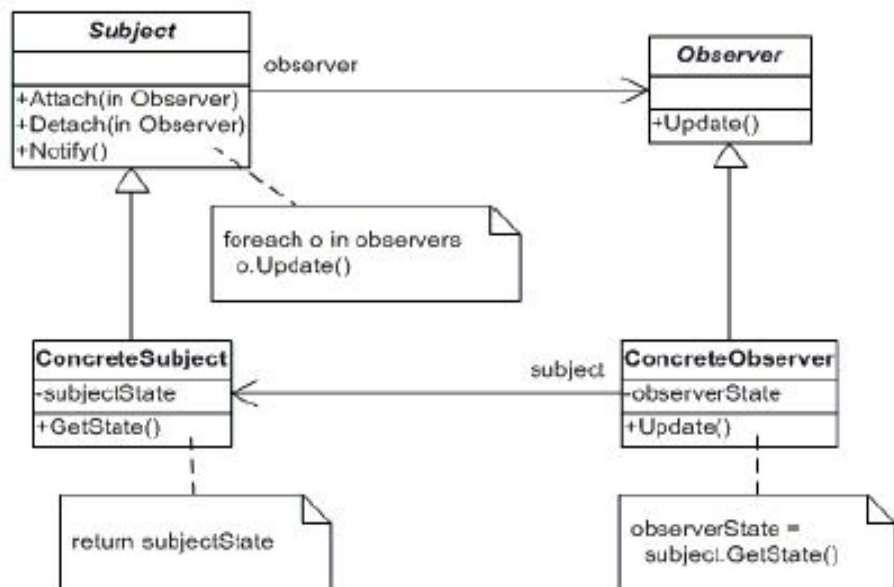 Subject
+Attach(in Observer)
+Detach(in Observer)
+Notify()
observer
Observer
+Update()
foreach o in observers
o.Update()
ConcreteSubject
-subjectState
+GetState()
subject
ConcreteObserver
-observerState
+Update()
return subjectState
observerState =
subject.GetState()